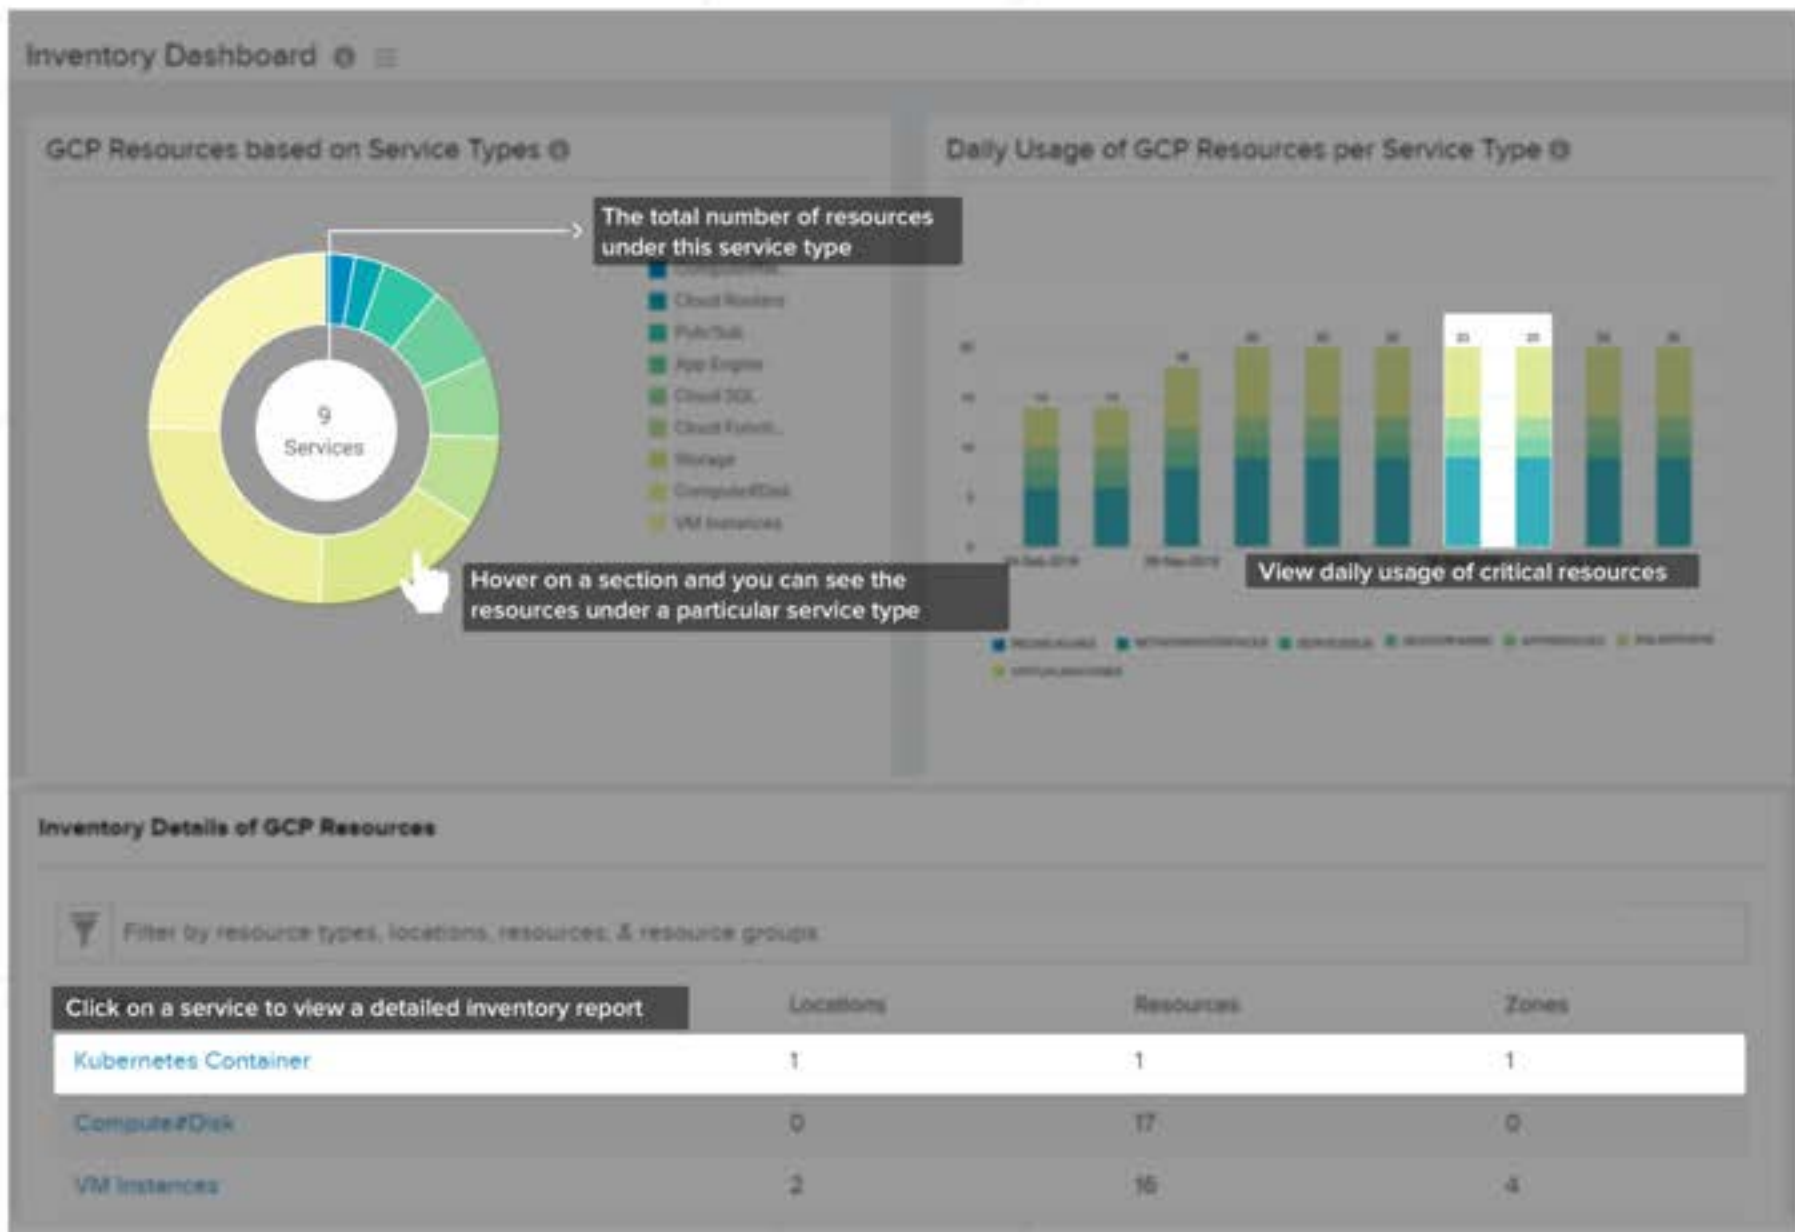 Inventory Dashboard
GCP Resources based on Service Types
The total number of resources
under this service type
Cloud Routers
Pub/Sub
App Engine
Cloud SQL
Cloud Functi...
Storage
Compute#Disk
VM Instances
9
Services
Hover on a section and you can see the
resources under a particular service type
Daily Usage of GCP Resources per Service Type
View daily usage of critical resources
Inventory Details of GCP Resources
Filter by resource types, locations, resources, & resource groups
Click on a service to view a detailed inventory report Locations Resources Zones
Kubernetes Container 1 1 1
Compute#Disk 0 17 0
VM Instances 2 16 4